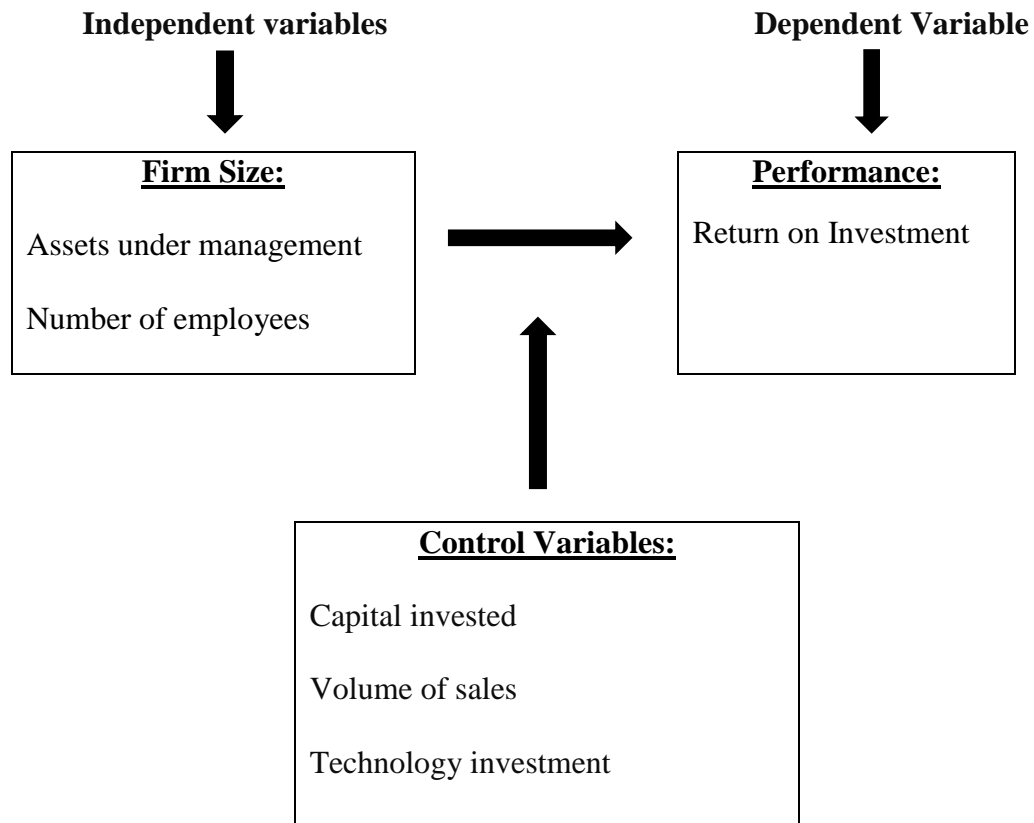 Independent variables
Dependent Variable
Firm Size:
Assets under management
Number of employees
Performance:
Return on Investment
Control Variables:
Capital invested
Volume of sales
Technology investment